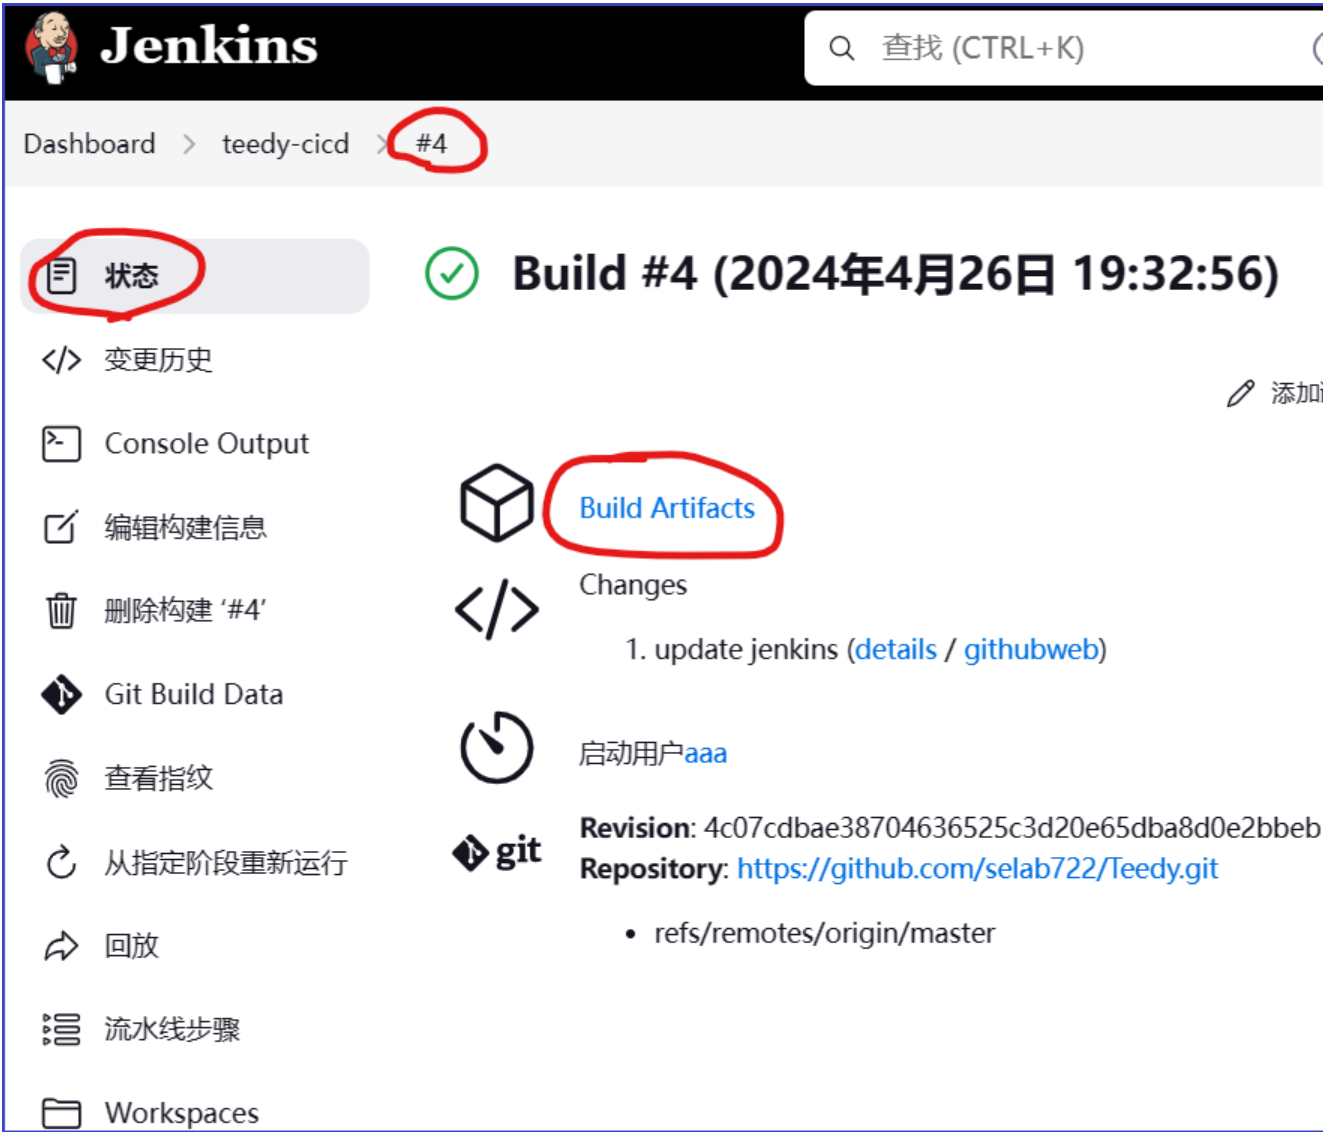 Jenkins
查找 (CTRL+K)
Dashboard > teedy-cicd > #4
状态
Build #4 (2024年4月26日 19:32:56)
变更历史
添加
Console Output
Build Artifacts
编辑构建信息
Changes
删除构建 ‘#4’
1. update jenkins (details / githubweb)
Git Build Data
启动用户aaa
查看指纹
git
Revision: 4c07cdbae38704636525c3d20e65dba8d0e2bbeb
Repository: https://github.com/selab722/Teedy.git
从指定阶段重新运行
• refs/remotes/origin/master
回放
流水线步骤
Workspaces